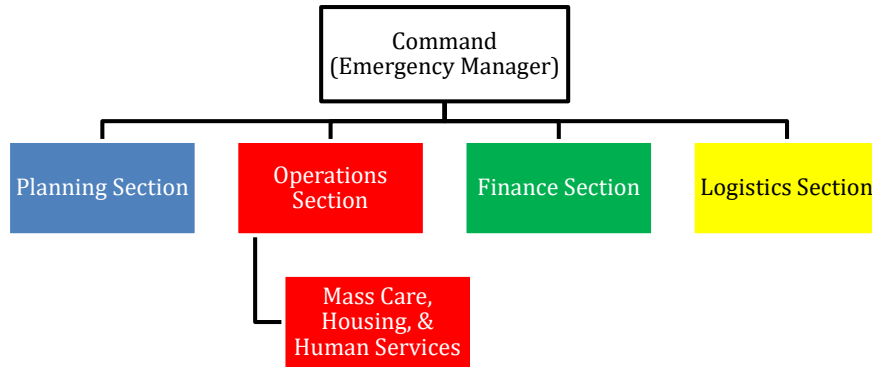 Command
(Emergency Manager)
Planning Section
Operations
Section
Finance Section
Logistics Section
Mass Care,
Housing, &
Human Services